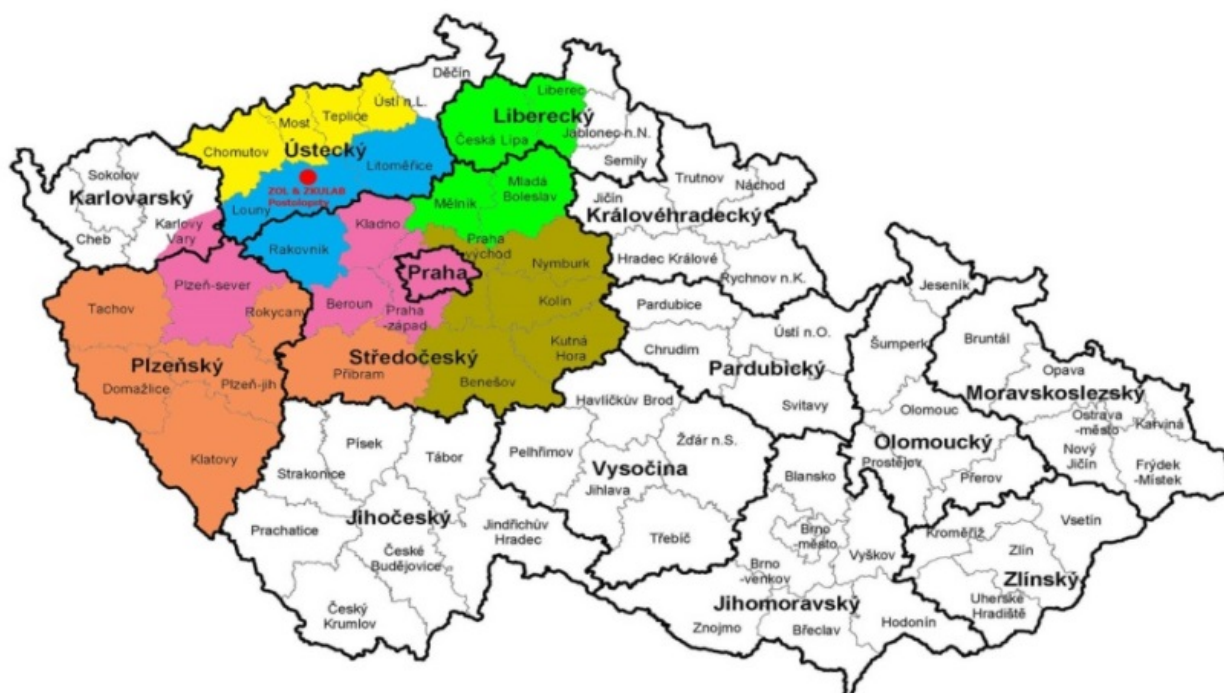 Děčín
Liberec
Ústí n.L.
Teplice
Most
Liberecký
Jablonec n.N.
Česká Lípa
Chomutov
Ústecký
Litoměřice
Semily
Sokolov
Karlovarský
ZOL & ZKULAB
Postoloprty
Louny
Mladá
Boleslav
Mělník
Jičín
Trutnov
Náchod
Královéhradecký
Cheb
Karlovy
Vary
Kladno
Rakovník
Praha
-východ
Nymburk
Hradec Králové
Rychnov n.K.
Praha
Plzeň-sever
Tachov
Rokycany
Beroun
Praha
-západ
Kolín
Pardubice
Jeseník
Ústí n.O.
Bruntál
Šumperk
Chrudim
Kutná
Hora
Středočeský
Příbram
Benešov
Plzeňský
Domažlice
Plzeň-jih
Pardubický
Svitavy
Opava
Moravskoslezský
Ostrava
-město
Karviná
Olomouc
Olomoucký
Nový
Jičín
Frýdek
-Místek
Prostějov
Přerov
Havlíčkův Brod
Žďár n.S.
Pelhřimov
Vysočina
Jihlava
Třebíč
Klatovy
Písek
Strakonice
Tábor
Prachatice
Jihočeský
Jindřichův
Hradec
České
Budějovice
Český
Krumlov
Blansko
Brno
-město
Vyškov
Brno
-venkov
Jihomoravský
Znojmo
Břeclav
Hodonín
Kroměříž
Vsetín
Zlín
Zlínský
Uherské
Hradiště